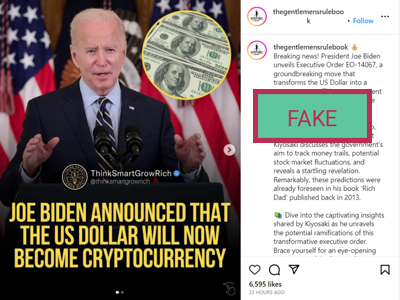 ThinkSmartGrowRich
@thinksmartgrowrich
JOE BIDEN ANNOUNCED THAT
THE US DOLLAR WILL NOW
BECOME CRYPTOCURRENCY
thegentlemensruleboo
k • Follow
thegentlemensrulebook
Breaking news! President Joe Biden
unveils Executive Order EO-14067, a
groundbreaking move that
transforms the US Dollar into a
FAKE
Kiyosaki discusses the government's
aim to track money trails, potential
stock market fluctuations, and
reveals a startling revelation.
Remarkably, these predictions were
already foreseen in his book 'Rich
Dad' published back in 2013.
Dive into the captivating insights
shared by Kiyosaki as he unravels
the potential ramifications of this
transformative executive order.
Brace yourself for an eye-opening
6,595 likes
23 HOURS AGO